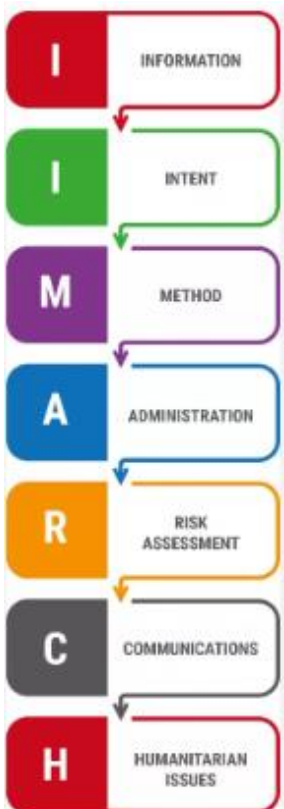 I
INFORMATION
I
INTENT
M
METHOD
A
ADMINISTRATION
R
RISK
ASSESSMENT
C
COMMUNICATIONS
H
HUMANITARIAN
ISSUES